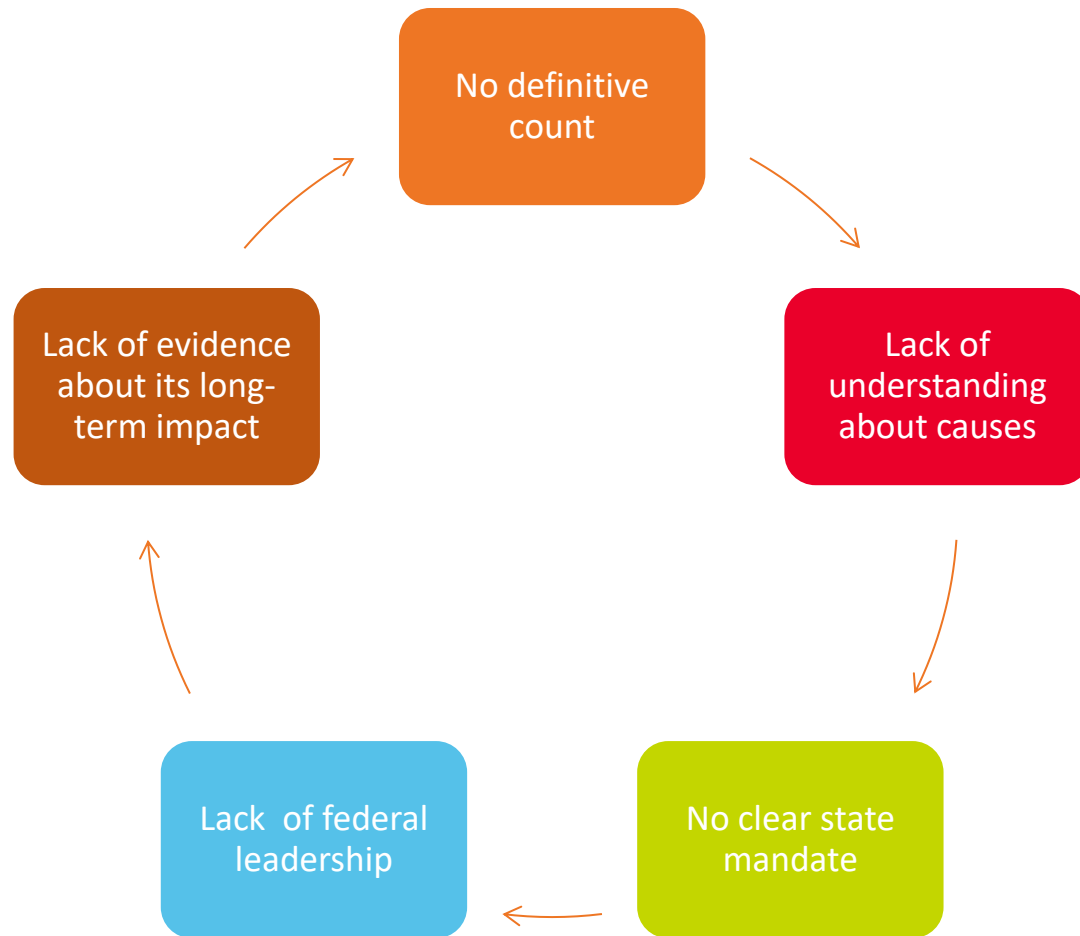 No definitive
count
Lack of
understanding
about causes
No clear state
mandate
Lack  of federal
leadership
Lack of evidence
about its long-
term impact